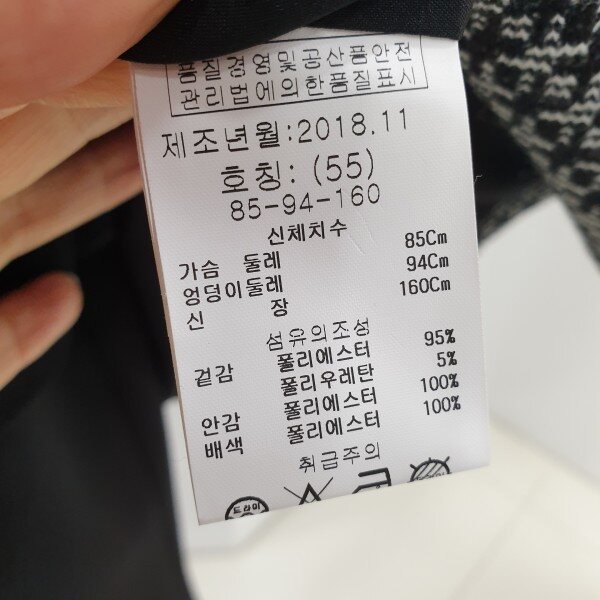 품질경영및공산품안전
관리법에의한품질표시
제조년월:2018.11
호칭: (55)
85-94-160
신체치수
가슴 둘레 85Cm
엉덩이둘레 94Cm
신 장 160Cm
섬유의조성
겉감 폴리에스터 95%
폴리우레탄 5%
안감 폴리에스터 100%
배색 폴리에스터 100%
취급주의
드라이